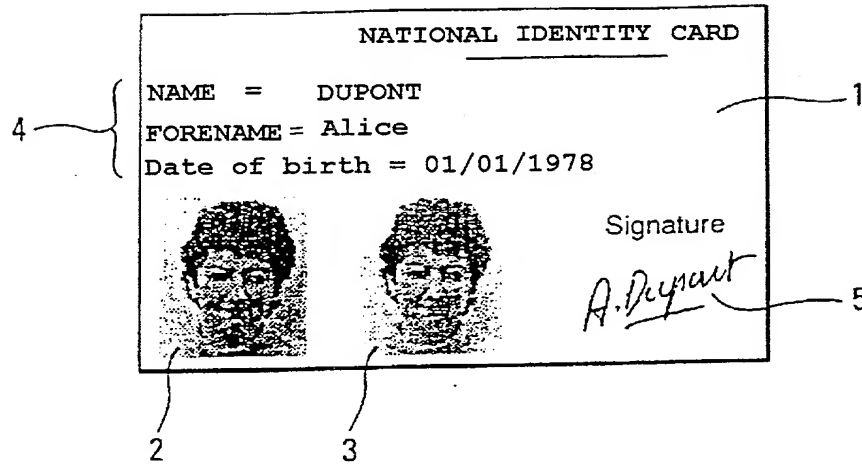 NATIONAL IDENTITY CARD
NAME = DUPONT
FORENAME = Alice
Date of birth = 01/01/1978
Signature
A. Dupont
1
4
5
2
3